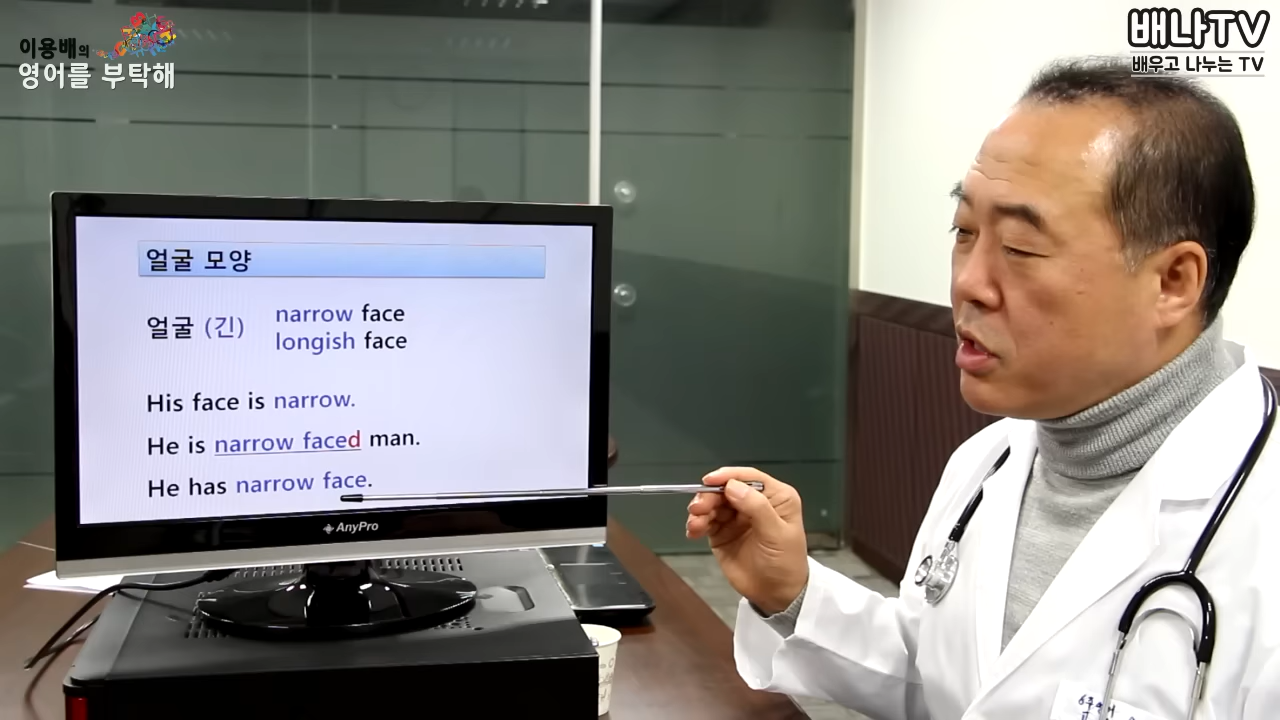 이용배의
영어를 부탁해
배나TV
배우고 나누는 TV
얼굴 모양
얼굴 (긴)
narrow face
longish face
His face is narrow.
He is narrow faced man.
He has narrow face.
AnyPro